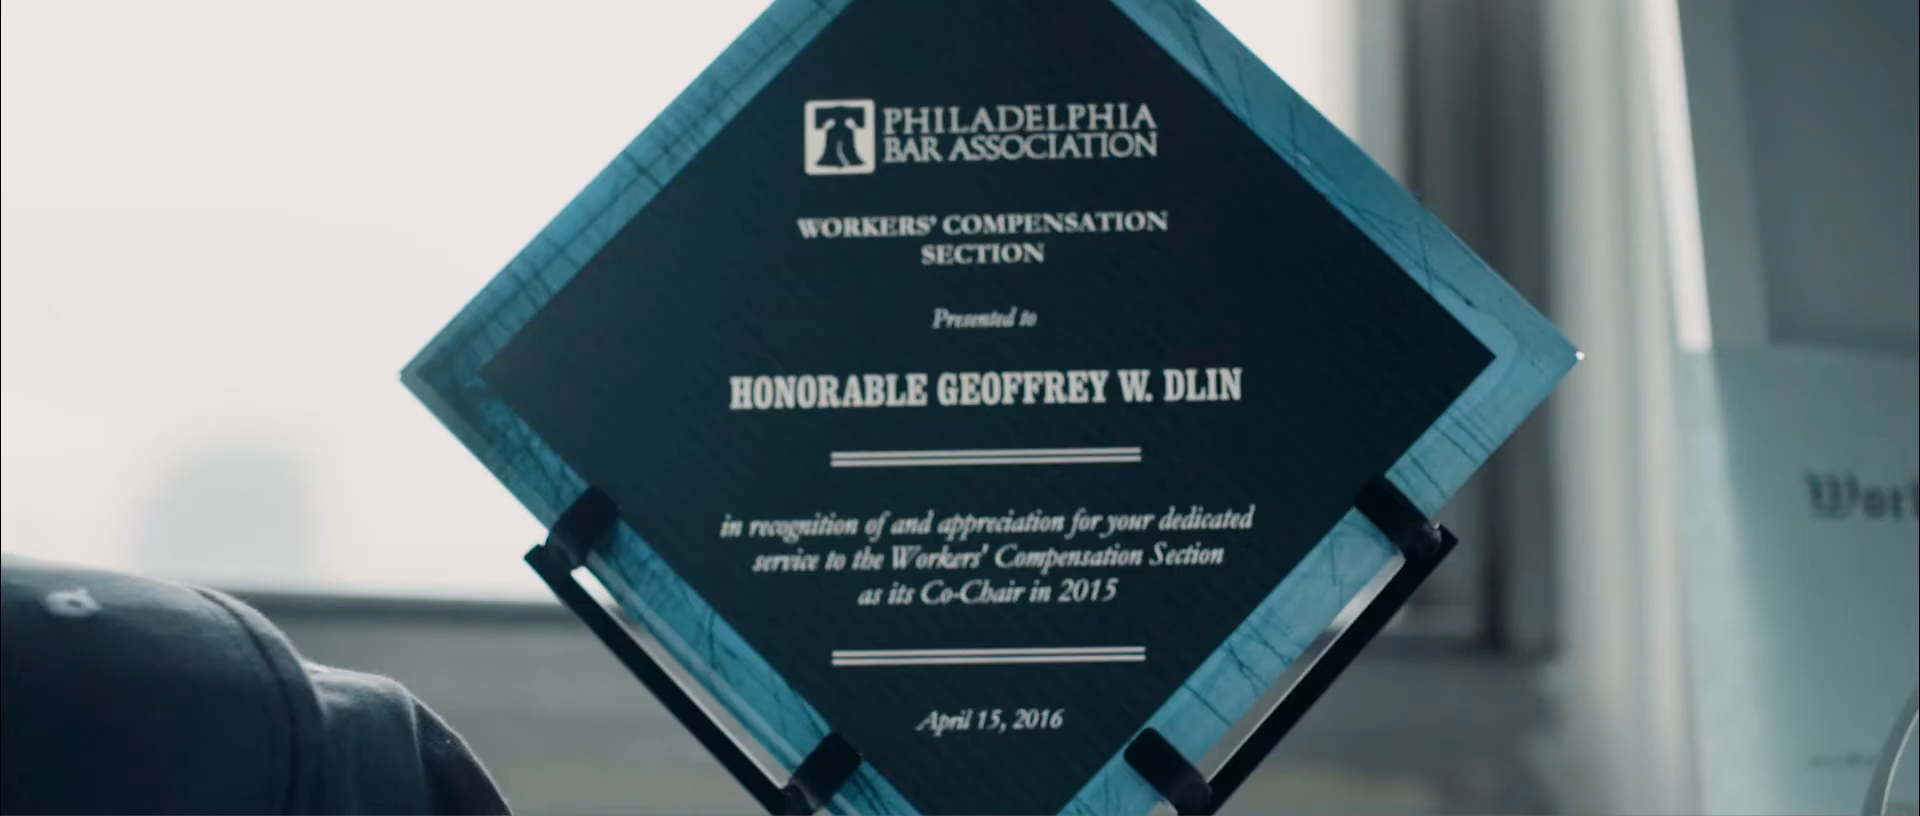 PHILADELPHIA
BAR ASSOCIATION
WORKERS' COMPENSATION
SECTION
Presented to
HONORABLE GEOFFREY W. DLIN
in recognition of and appreciation for your dedicated
service to the Workers' Compensation Section
as its Co-Chair in 2015
April 15, 2016